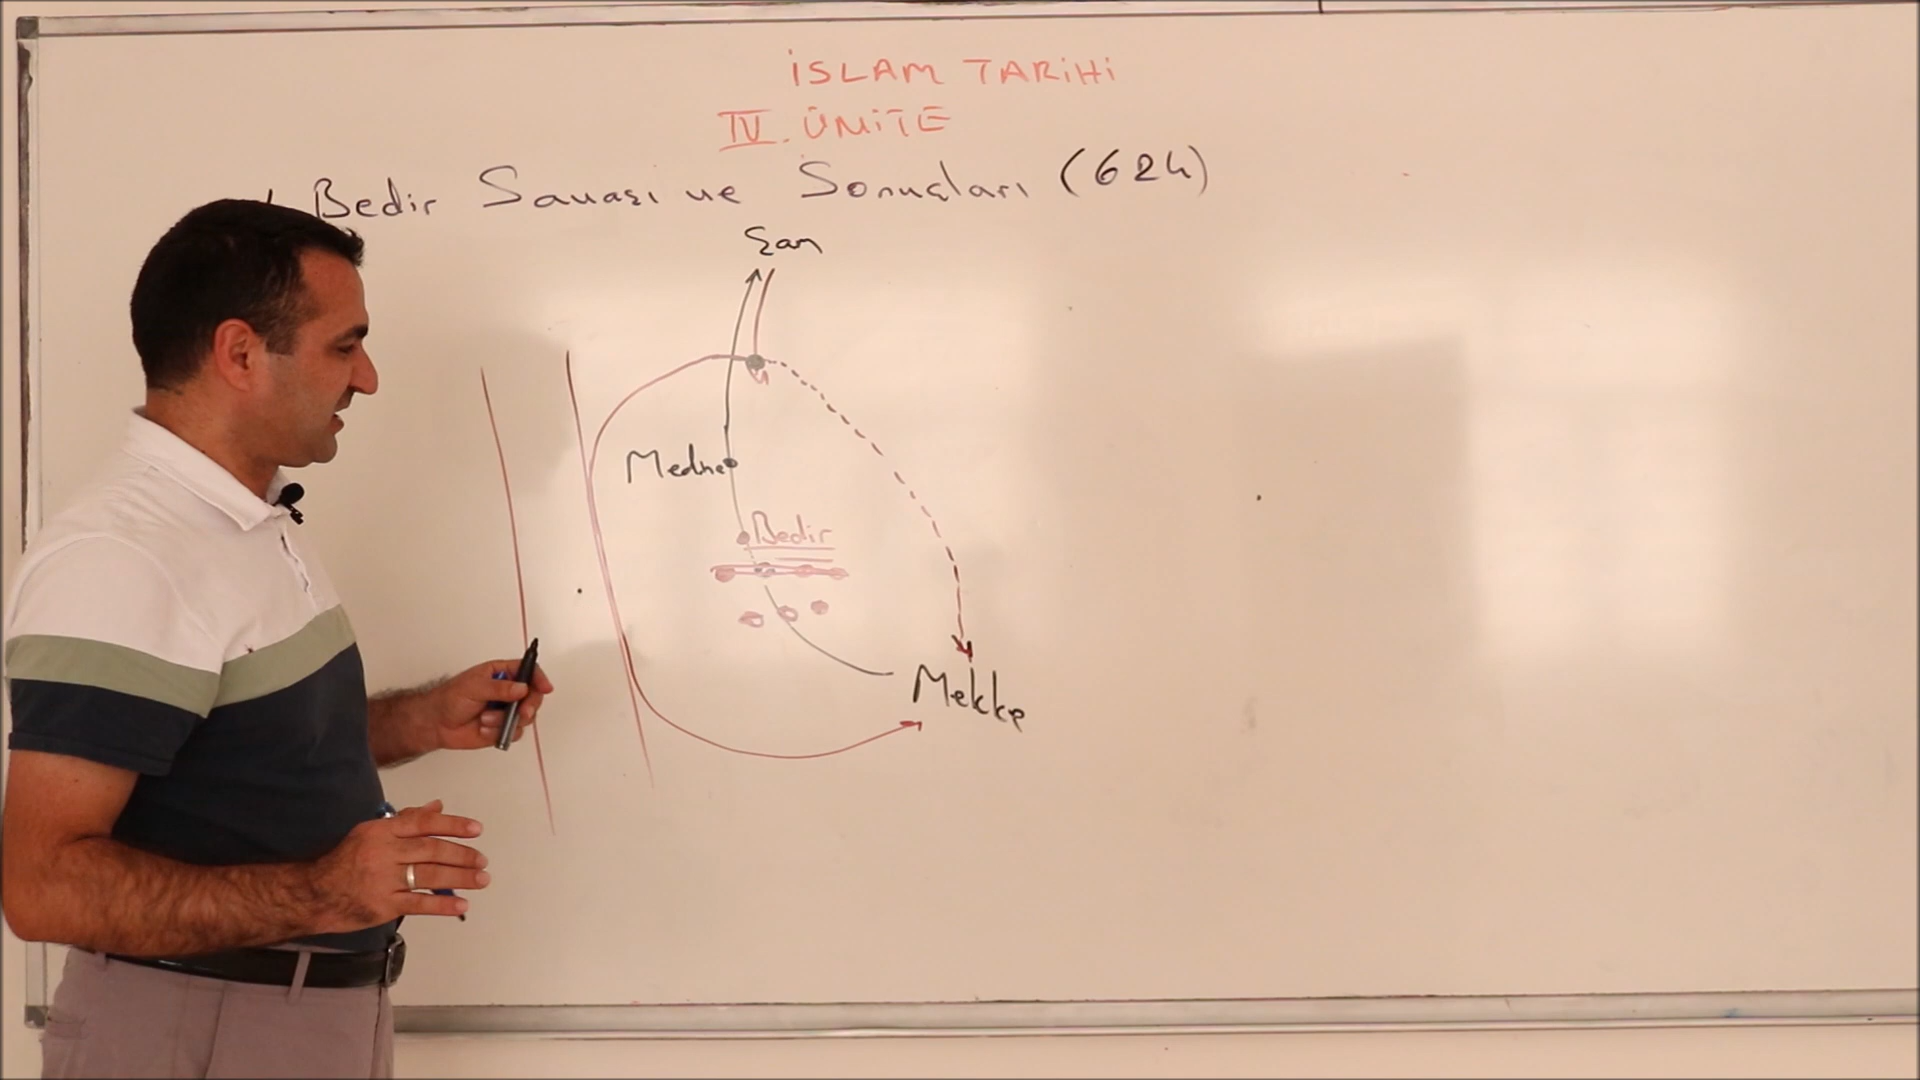 İSLAM TARİHİ
IV. ÜNİTE
Bedir Savaşı ve Sonuçları (624)
Şam
Medine
Bedir
Mekke